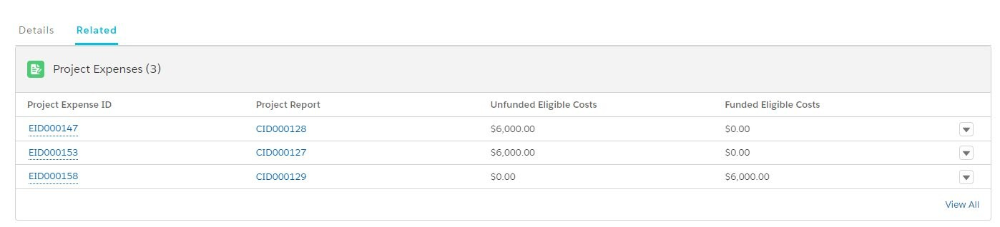 Details Related
Project Expenses (3)
Project Expense ID Project Report Unfunded Eligible Costs Funded Eligible Costs
EID000147 CID000128 $6,000.00 $0.00
EID000153 CID000127 $6,000.00 $0.00
EID000158 CID000129 $0.00 $6,000.00
View All